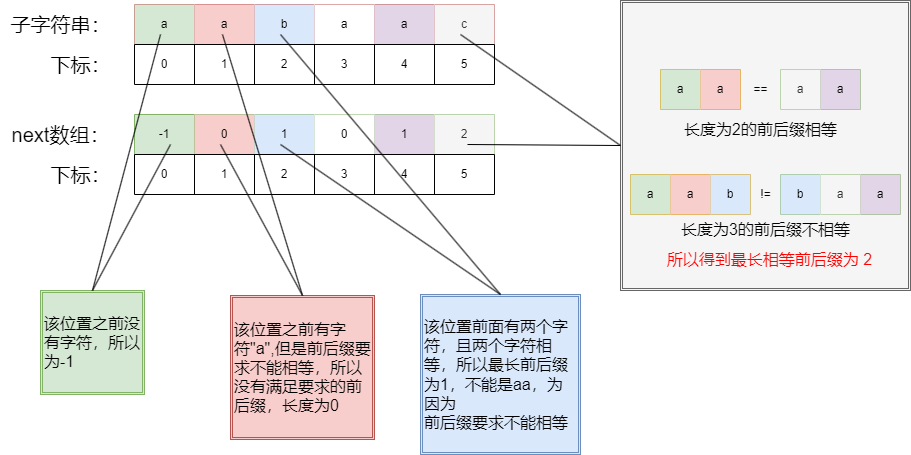 子字符串： a a b a a c
下标： 0 1 2 3 4 5
next数组： -1 0 1 0 1 2
下标： 0 1 2 3 4 5
a a == a a
长度为2的前后缀相等
a a b != b a a
长度为3的前后缀不相等
所以得到最长相等前后缀为 2
该位置之前没
有字符，所以
为-1
该位置之前有字
符"a",但是前后缀要
求不能相等，所以
没有满足要求的前
后缀，长度为0
该位置前面有两个字
符，且两个字符相
等，所以最长前后缀
为1，不能是aa，为
因为
前后缀要求不能相等